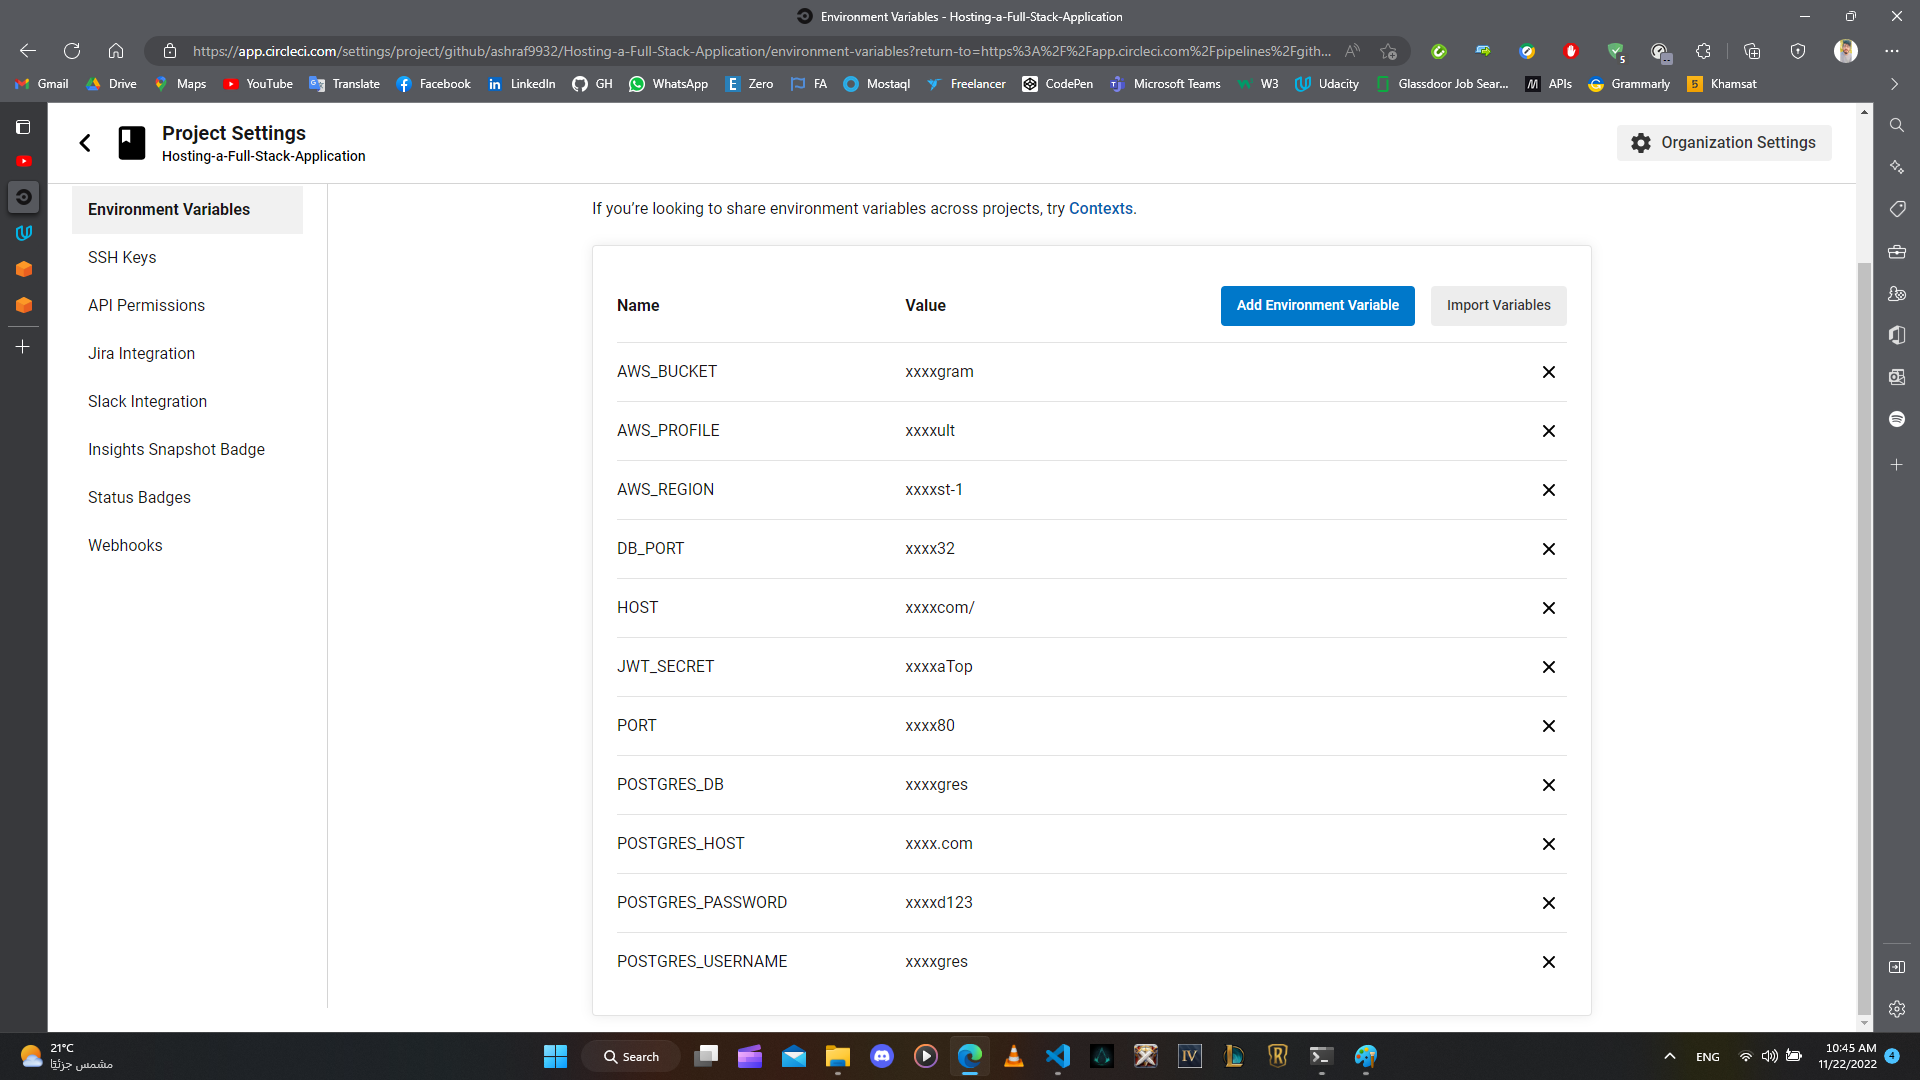 Environment Variables - Hosting-a-Full-Stack-Application
https://app.circleci.com/settings/project/github/ashraf9932/Hosting-a-Full-Stack-Application/environment-variables?return-to=https%3A%2F%2Fapp.circleci.com%2Fpipelines%2Fgith...
Gmail Drive Maps YouTube Translate Facebook LinkedIn GH WhatsApp Zero FA Mostaql Freelancer CodePen Microsoft Teams W3 Udacity Glassdoor Job Sear... APIs Grammarly Khamsat
Project Settings
Hosting-a-Full-Stack-Application
Organization Settings
Environment Variables
SSH Keys
API Permissions
Jira Integration
Slack Integration
Insights Snapshot Badge
Status Badges
Webhooks
If you’re looking to share environment variables across projects, try Contexts.
Name Value Add Environment Variable Import Variables
AWS_BUCKET xxxxgram
AWS_PROFILE xxxxult
AWS_REGION xxxxst-1
DB_PORT xxxx32
HOST xxxxcom/
JWT_SECRET xxxxaTop
PORT xxxx80
POSTGRES_DB xxxxgres
POSTGRES_HOST xxxx.com
POSTGRES_PASSWORD xxxxd123
POSTGRES_USERNAME xxxxgres
21°C
مشمس جزئيًا
Search
ENG
10:45 AM
11/22/2022
4